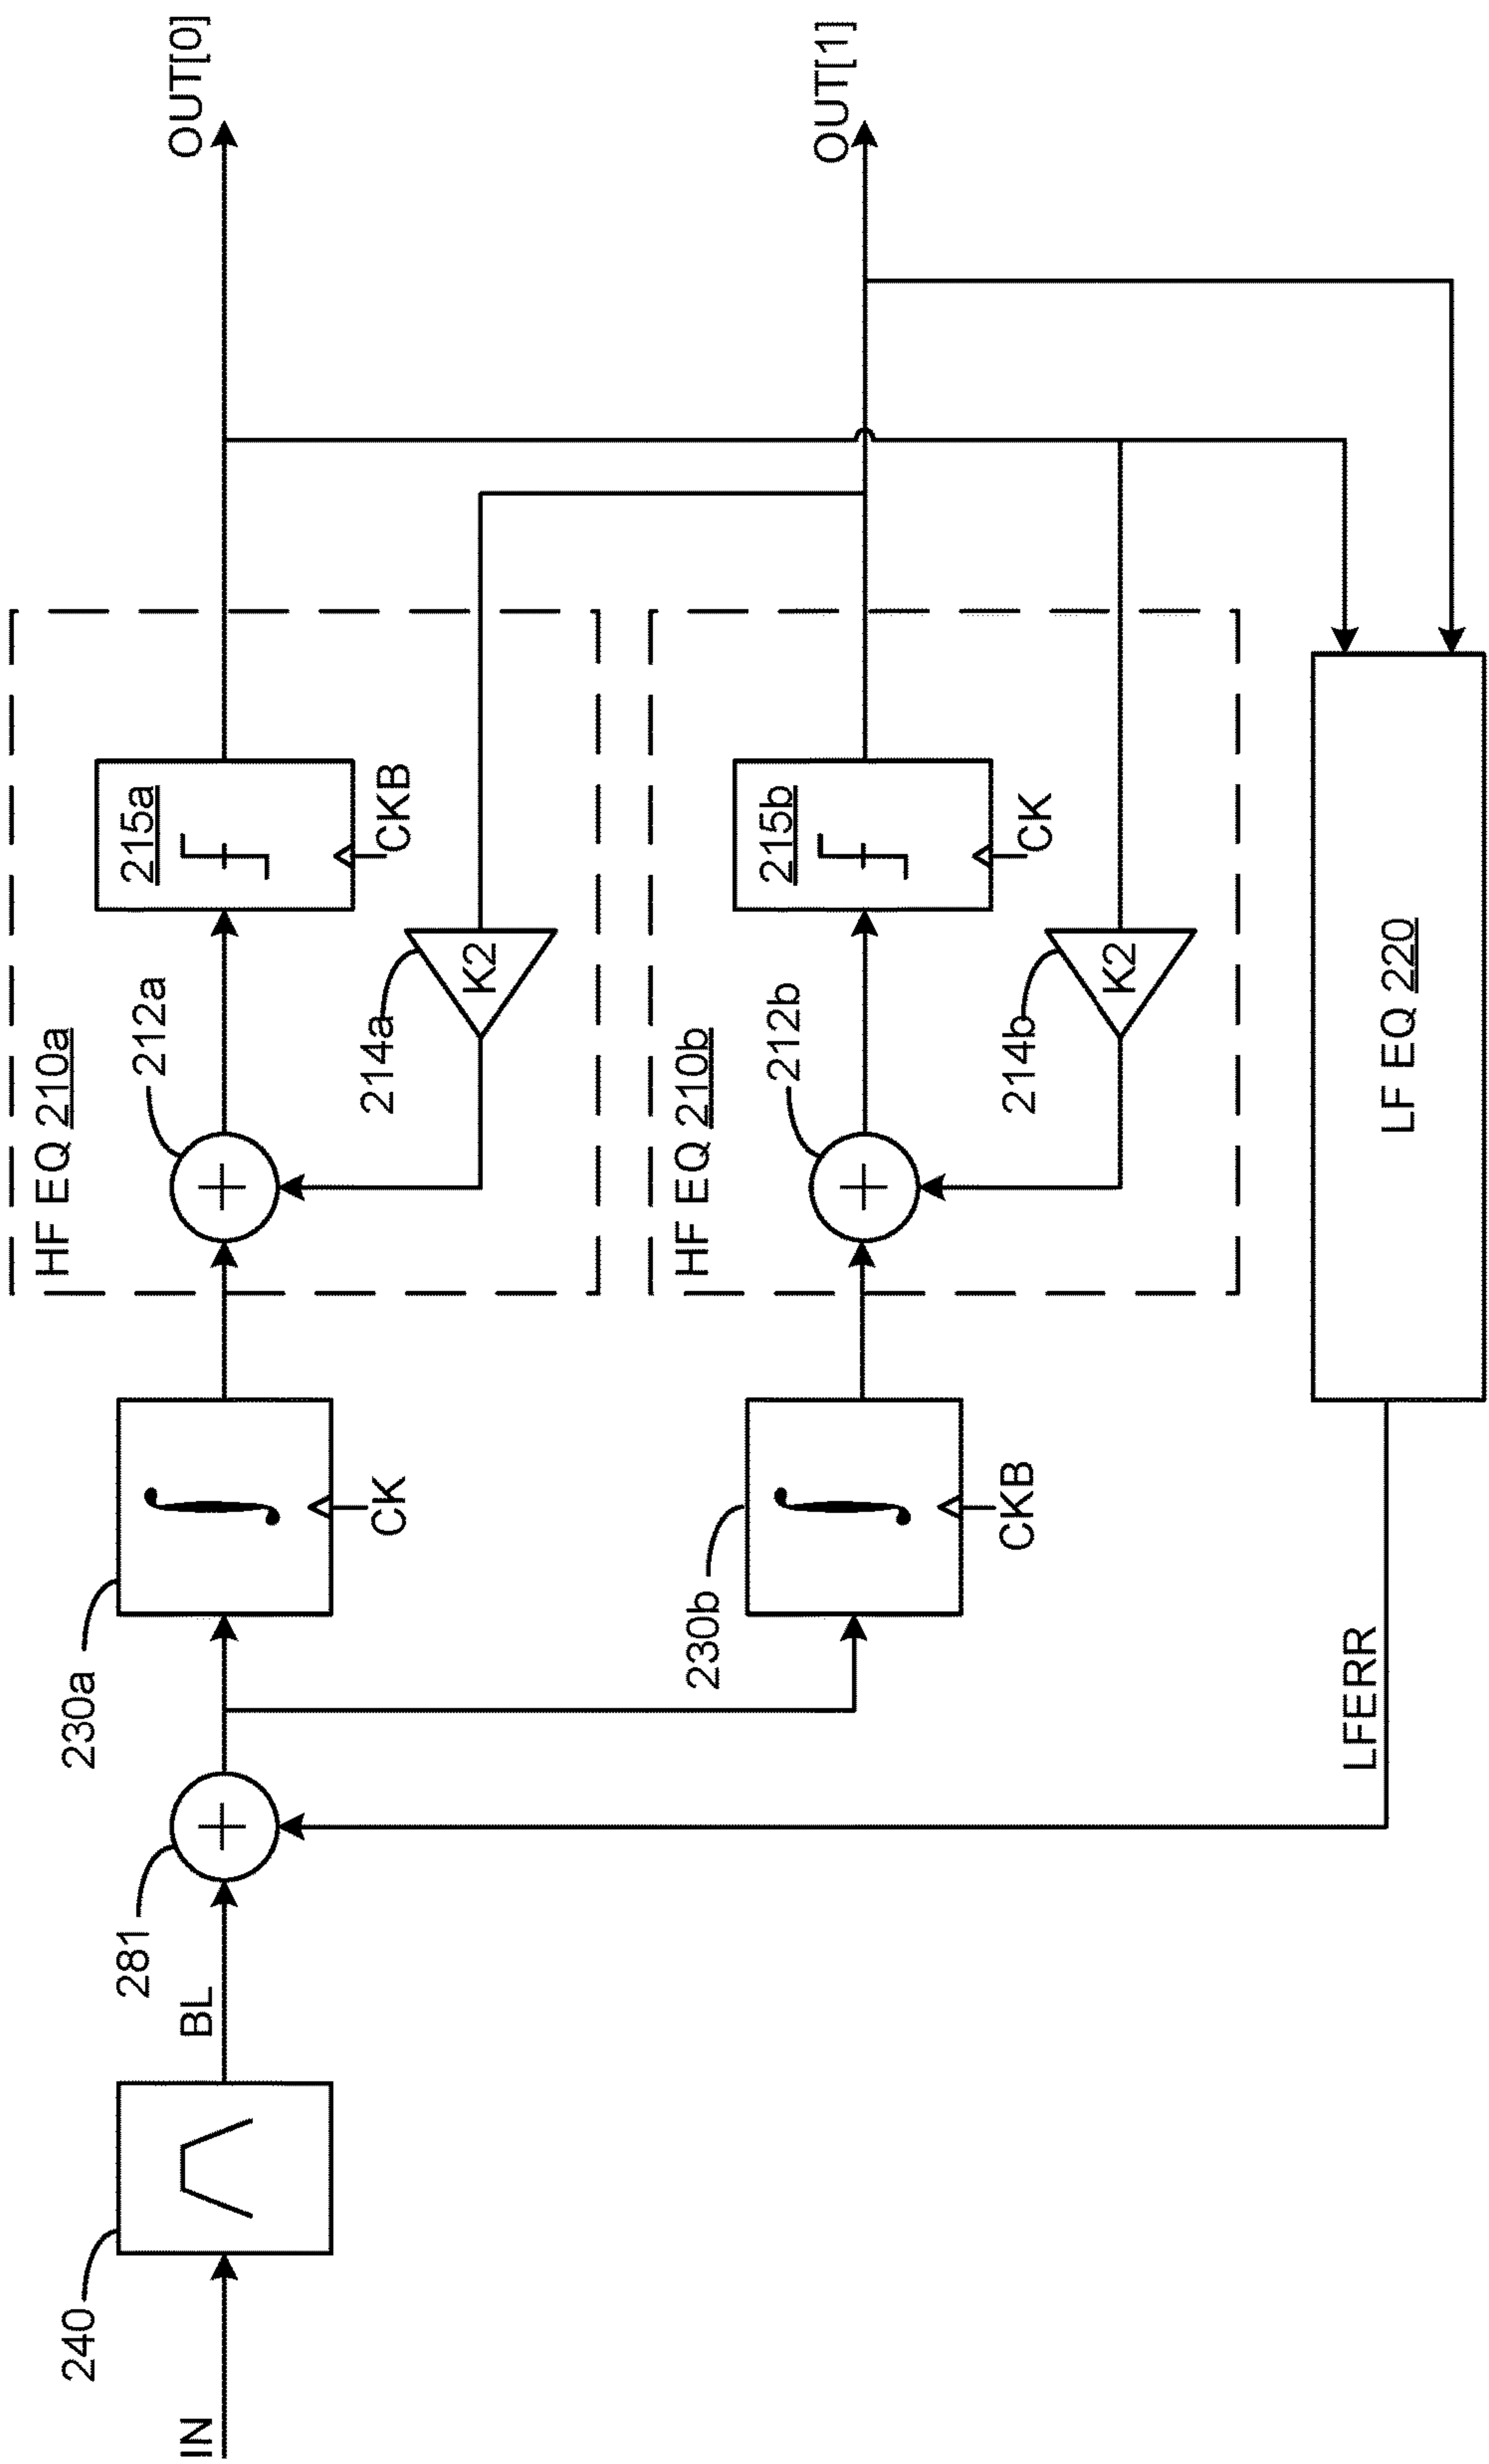 IN
240
BL
281
230a
CK
230b
CKB
LFERR
HF EQ 210a
212a
214a
K2
215a
CKB
OUT[0]
HF EQ 210b
212b
214b
K2
215b
CK
OUT[1]
LF EQ 220